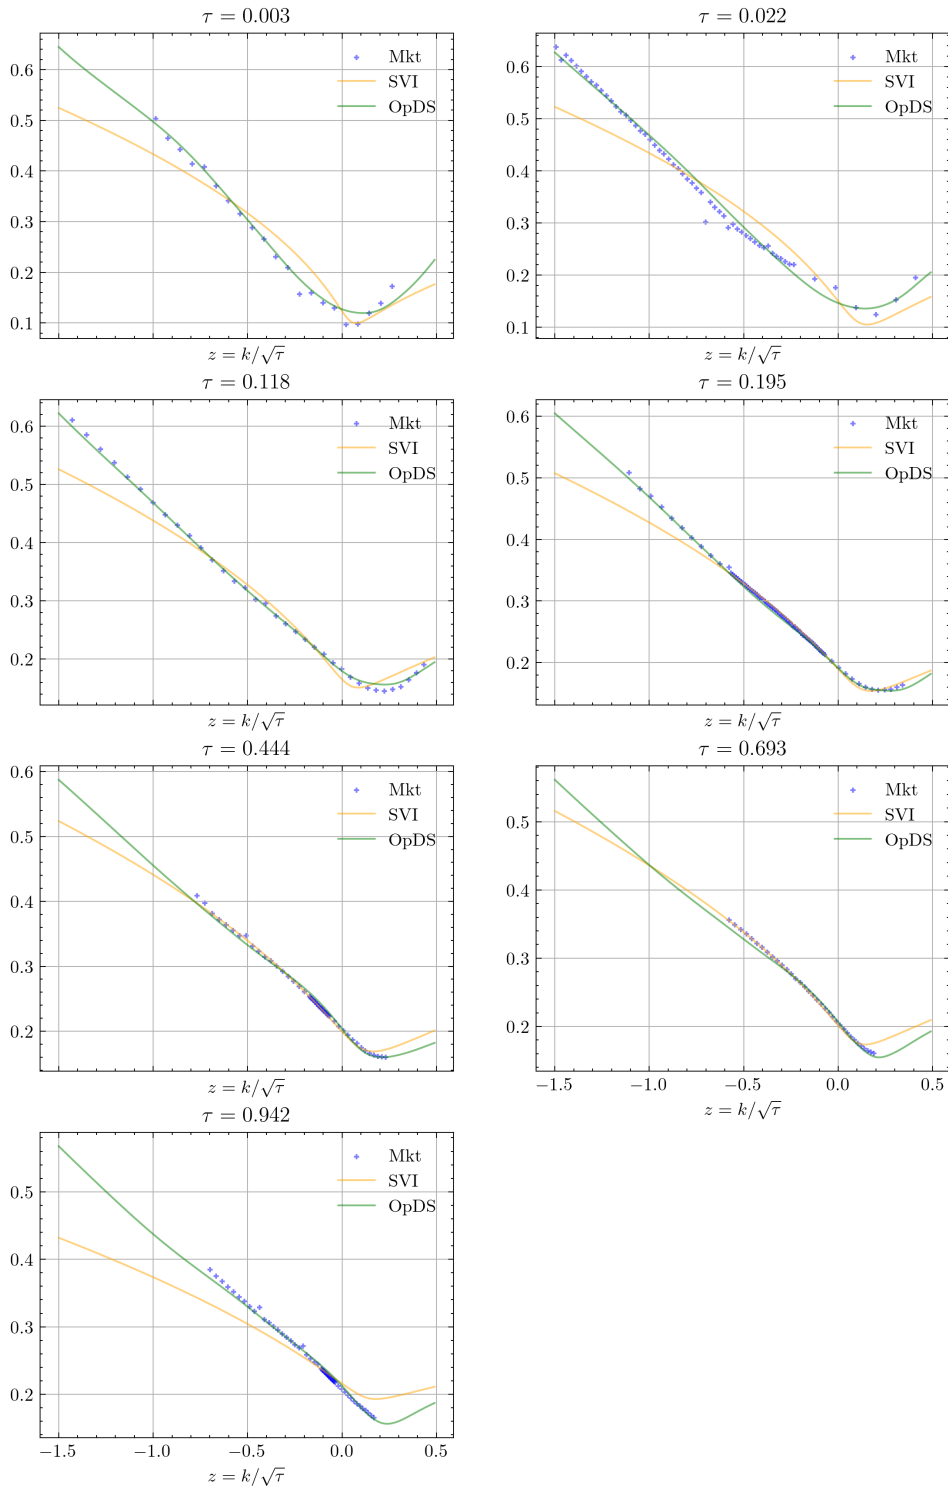 τ = 0.003
0.6
0.5
0.4
0.3
0.2
0.1
Mkt
SVI
OpDS
z = k/√τ
τ = 0.022
0.6
0.5
0.4
0.3
0.2
0.1
Mkt
SVI
OpDS
z = k/√τ
τ = 0.118
0.6
0.5
0.4
0.3
0.2
Mkt
SVI
OpDS
z = k/√τ
τ = 0.195
0.6
0.5
0.4
0.3
0.2
Mkt
SVI
OpDS
z = k/√τ
τ = 0.444
0.6
0.5
0.4
0.3
0.2
Mkt
SVI
OpDS
z = k/√τ
τ = 0.693
0.5
0.4
0.3
0.2
Mkt
SVI
OpDS
−1.5 −1.0 −0.5 0.0 0.5
z = k/√τ
τ = 0.942
0.5
0.4
0.3
0.2
Mkt
SVI
OpDS
−1.5 −1.0 −0.5 0.0 0.5
z = k/√τ